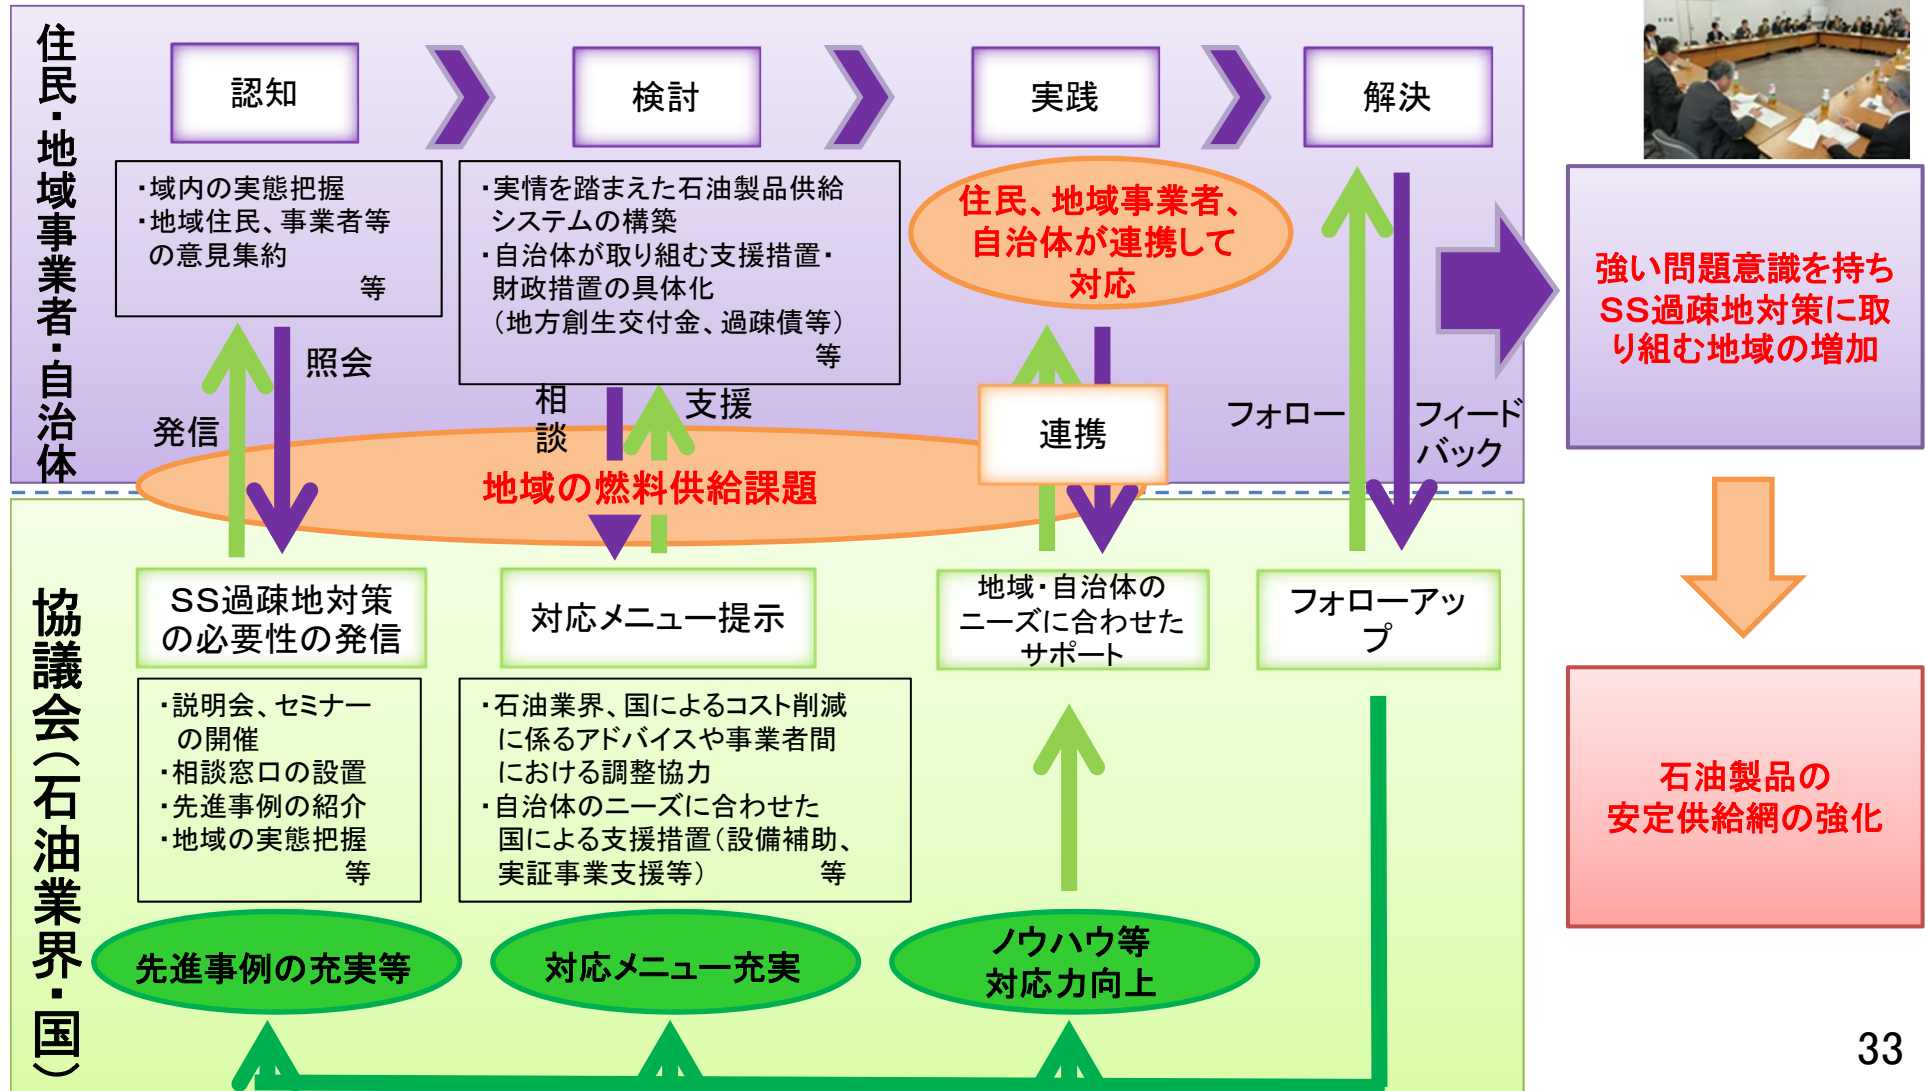 住民・地域事業者・自治体
認知
検討
実践
解決
・域内の実態把握
・地域住民、事業者等
の意見集約
等
・実情を踏まえた石油製品供給
システムの構築
・自治体が取り組む支援措置・
財政措置の具体化
（地方創生交付金、過疎債等）
等
住民、地域事業者、
自治体が連携して
対応
発信
照会
相
談
支援
連携
フォロー
フィード
バック
地域の燃料供給課題
強い問題意識を持ち
SS過疎地対策に取
り組む地域の増加
協議会（石油業界・国）
SS過疎地対策
の必要性の発信
対応メニュー提示
地域・自治体の
ニーズに合わせた
サポート
フォローアッ
プ
・説明会、セミナー
の開催
・相談窓口の設置
・先進事例の紹介
・地域の実態把握
等
・石油業界、国によるコスト削減
に係るアドバイスや事業者間
における調整協力
・自治体のニーズに合わせた
国による支援措置（設備補助、
実証事業支援等）　等
石油製品の
安定供給網の強化
先進事例の充実等
対応メニュー充実
ノウハウ等
対応力向上
33